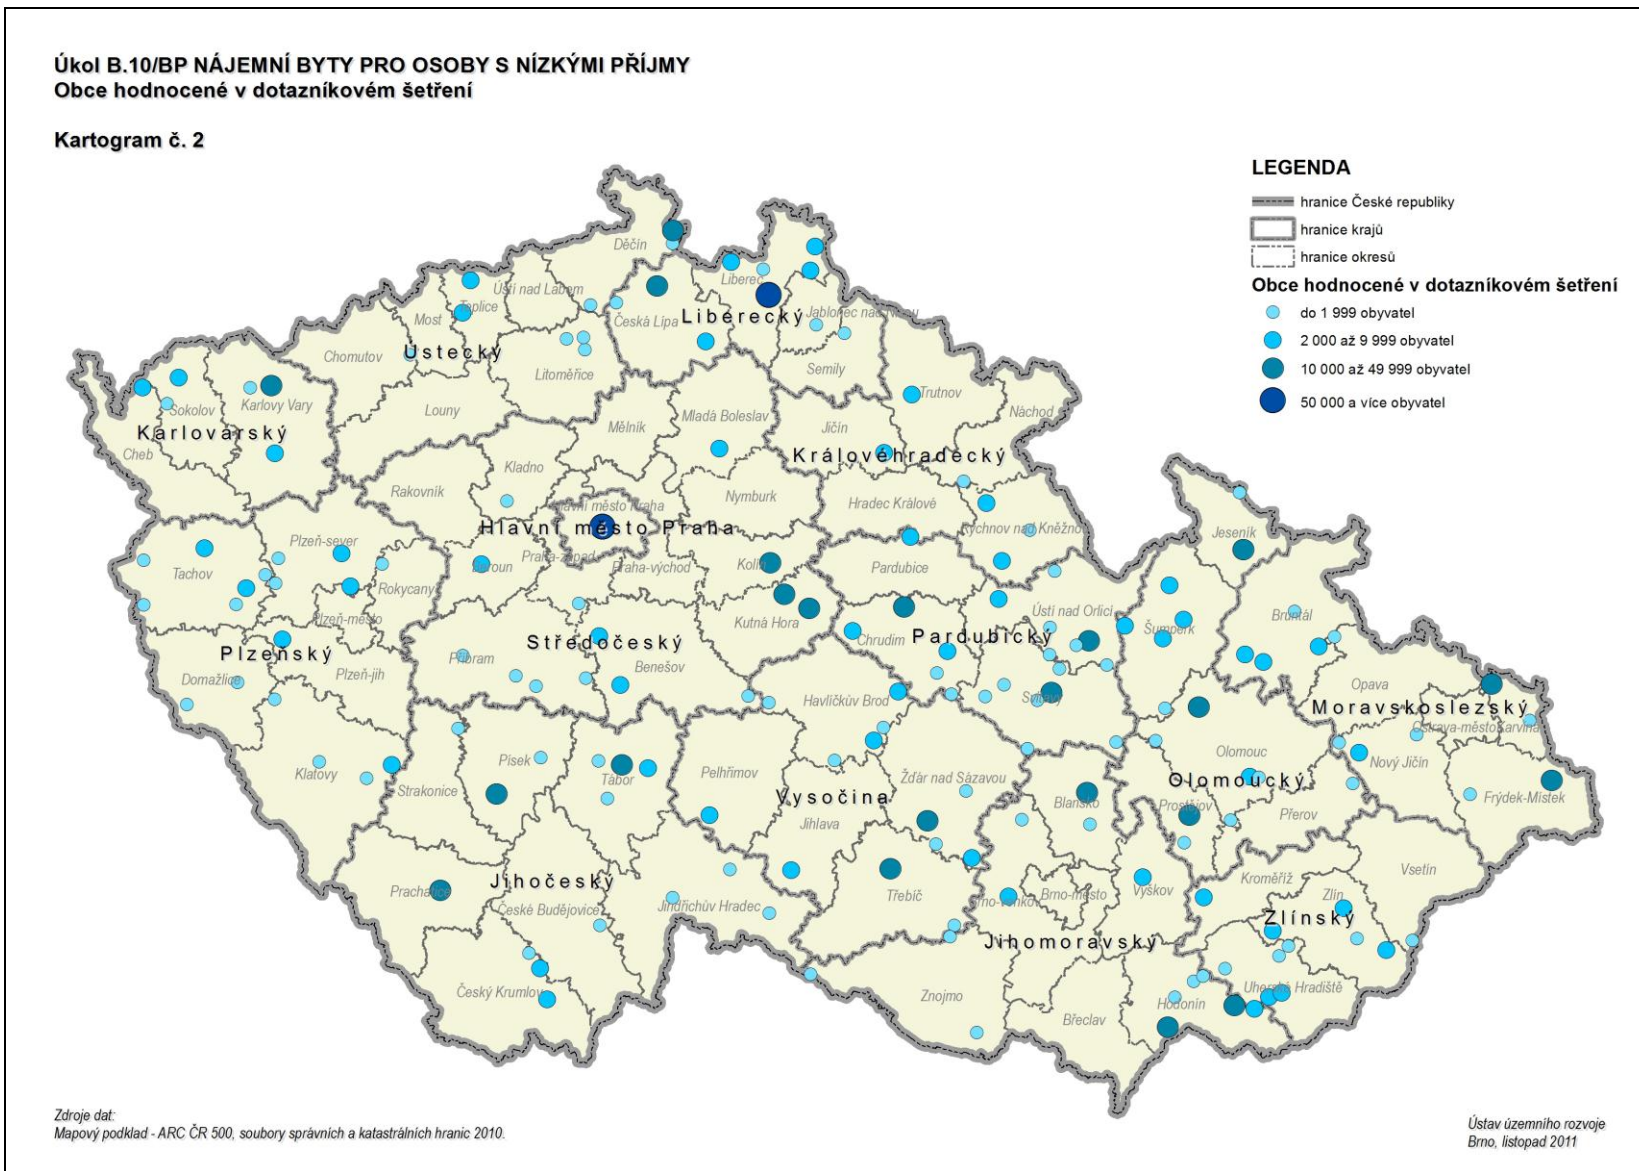 Úkol B.10/BP NÁJEMNÍ BYTY PRO OSOBY S NÍZKÝMI PŘÍJMY
Obce hodnocené v dotazníkovém šetření
Kartogram č. 2
LEGENDA
hranice České republiky
hranice krajů
hranice okresů
Obce hodnocené v dotazníkovém šetření
do 1 999 obyvatel
2 000 až 9 999 obyvatel
10 000 až 49 999 obyvatel
50 000 a více obyvatel
Děčín
Liberec
Ústí nad Labem
Teplice
Most
Česká Lípa
Liberecký
Jablonec nad Nisou
Ústecký
Chomutov
Litoměřice
Semily
Trutnov
Náchod
Sokolov
Karlovy Vary
Louny
Mladá Boleslav
Jičín
Karlovarský
Mělník
Královéhradecký
Cheb
Kladno
Rakovník
Nymburk
Hradec Králové
Hlavní město Praha
Hlavní město Praha
Rychnov nad Kněžnou
Jeseník
Plzeň-sever
Beroun
Praha-západ
Praha-východ
Kolín
Pardubice
Tachov
Rokycany
Plzeň-město
Kutná Hora
Ústí nad Orlicí
Bruntál
Šumperk
Plzeňský
Středočeský
Chrudim
Pardubický
Příbram
Benešov
Domažlice
Plzeň-jih
Havlíčkův Brod
Svitavy
Opava
Moravskoslezský
Ostrava-město
Karviná
Klatovy
Strakonice
Písek
Tábor
Pelhřimov
Žďár nad Sázavou
Olomouc
Nový Jičín
Olomoucký
Vysočina
Blansko
Prostějov
Přerov
Frýdek-Místek
Jihlava
Vsetín
Prachatice
Jihočeský
Třebíč
Brno-venkov
Brno-město
Vyškov
Kroměříž
Zlín
České Budějovice
Jindřichův Hradec
Zlínský
Jihomoravský
Český Krumlov
Znojmo
Břeclav
Hodonín
Uherské Hradiště
Zdroje dat:
Mapový podklad - ARC ČR 500, soubory správních a katastrálních hranic 2010.
Ústav územního rozvoje
Brno, listopad 2011